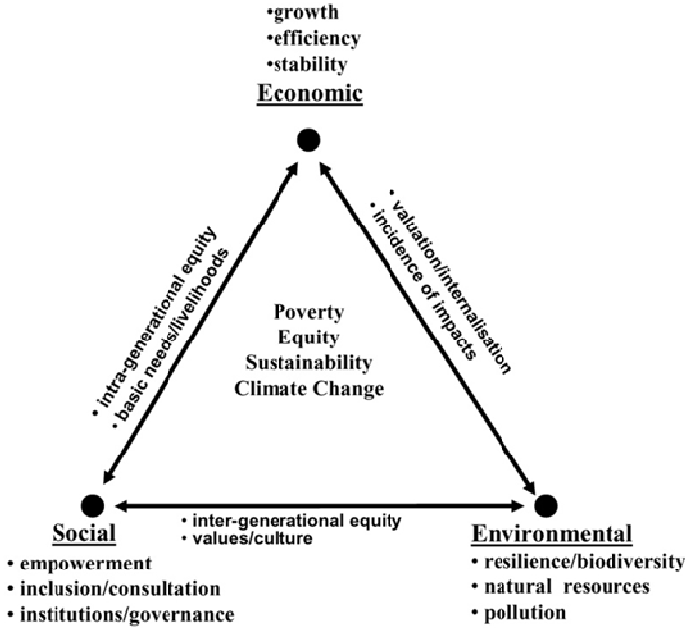 •growth
•efficiency
•stability
Economic
• intra-generational equity
• basic needs/livelihoods
• valuation/internalisation
• incidence of impacts
Poverty
Equity
Sustainability
Climate Change
Social
• empowerment
• inclusion/consultation
• institutions/governance
• inter-generational equity
• values/culture
Environmental
• resilience/biodiversity
• natural resources
• pollution